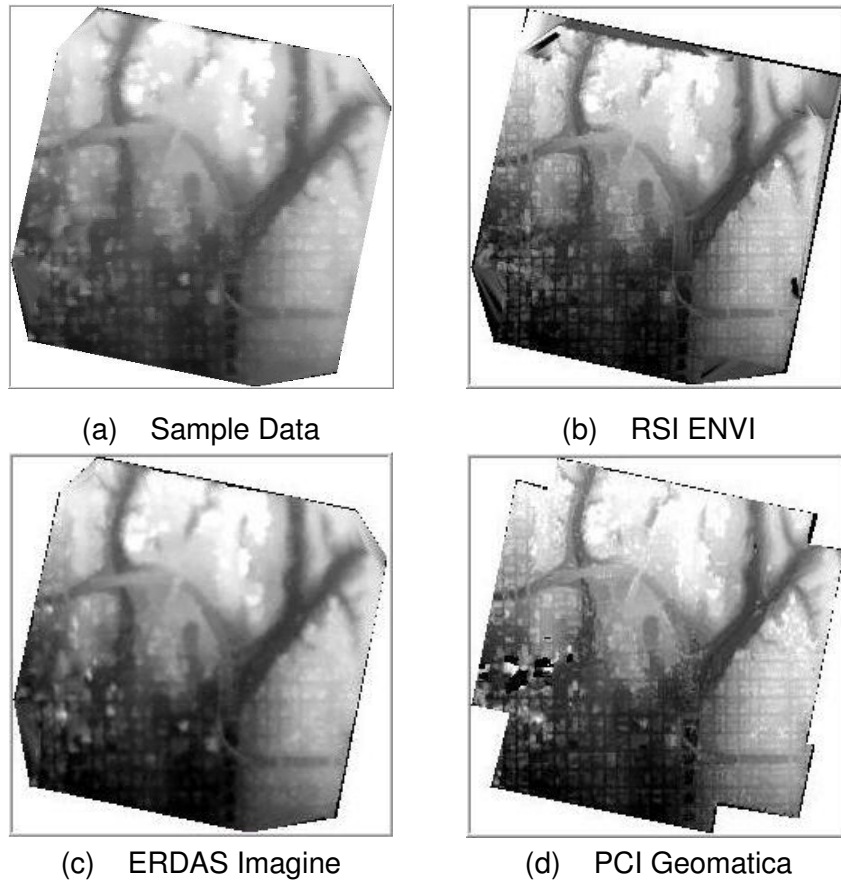 (a) Sample Data
(b) RSI ENVI
(c) ERDAS Imagine
(d) PCI Geomatica